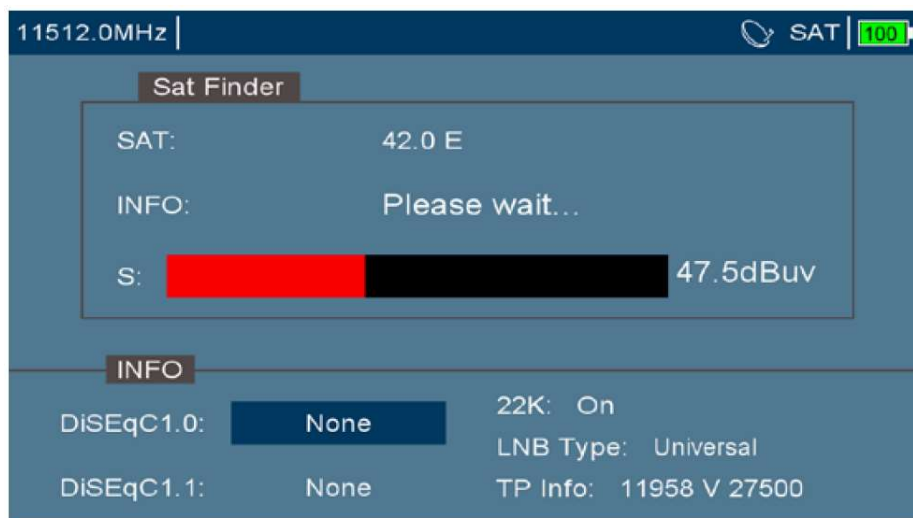 11512.0MHz SAT 100
Sat Finder
SAT: 42.0 E
INFO: Please wait...
S: 47.5dBuv
INFO
DiSEqC1.0: None
22K: On
LNB Type: Universal
DiSEqC1.1: None
TP Info: 11958 V 27500